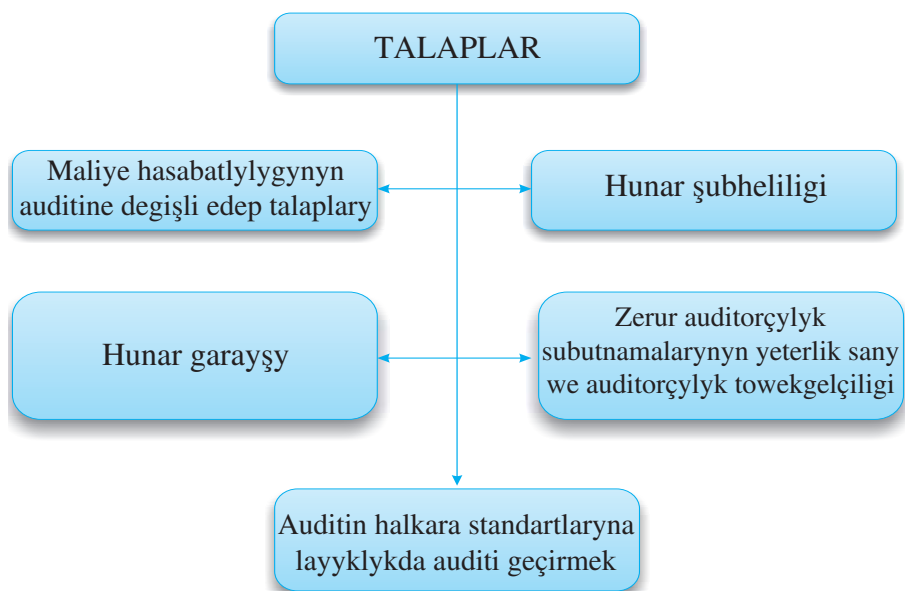 TALAPLAR
Maliye hasabatlylygynyn
auditine degişli edep talaplary
Hunar şubheliligi
Hunar garayşy
Zerur auditorçylyk
subutnamalarynyn yeterlik sany
we auditorçylyk towekgelçiligi
Auditin halkara standartlaryna
layyklykda auditi geçirmek